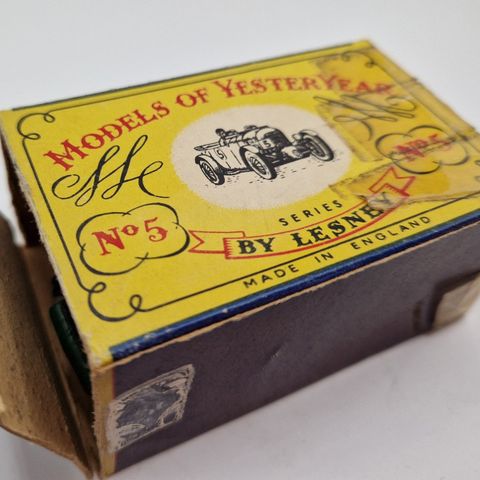 MODELS OF YESTERYEAR
Nº 5
Nº 5
SERIES
BY LESNEY
MADE IN ENGLAND